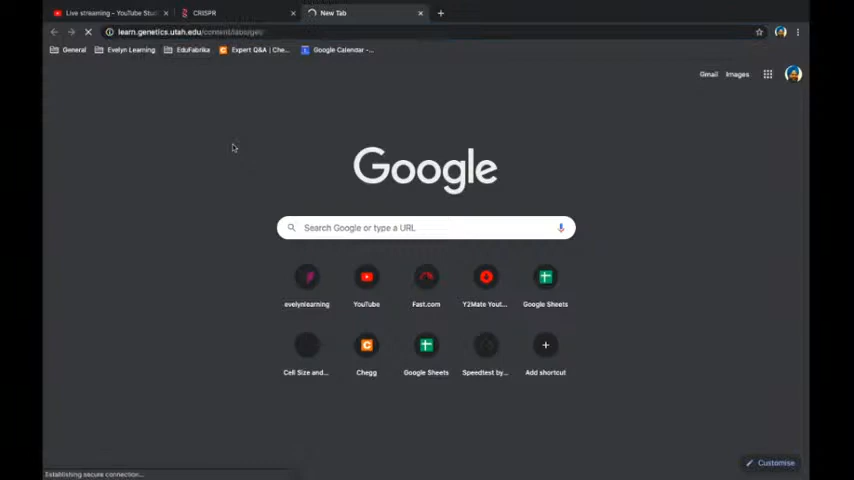 Live streaming - YouTube Stu
CRISPR
New Tab
learn.genetics.utah.edu/content/labs/gel/
General
Evelyn Learning
EduFabrika
Expert Q&A | Che...
Google Calendar -...
Gmail
Images
Google
Search Google or type a URL
evelynlearning
YouTube
Fast.com
Y2Mate Yout...
Google Sheets
Cell Size and...
Chegg
Google Sheets
Speedtest by...
Add shortcut
Customise
Establishing secure connection...